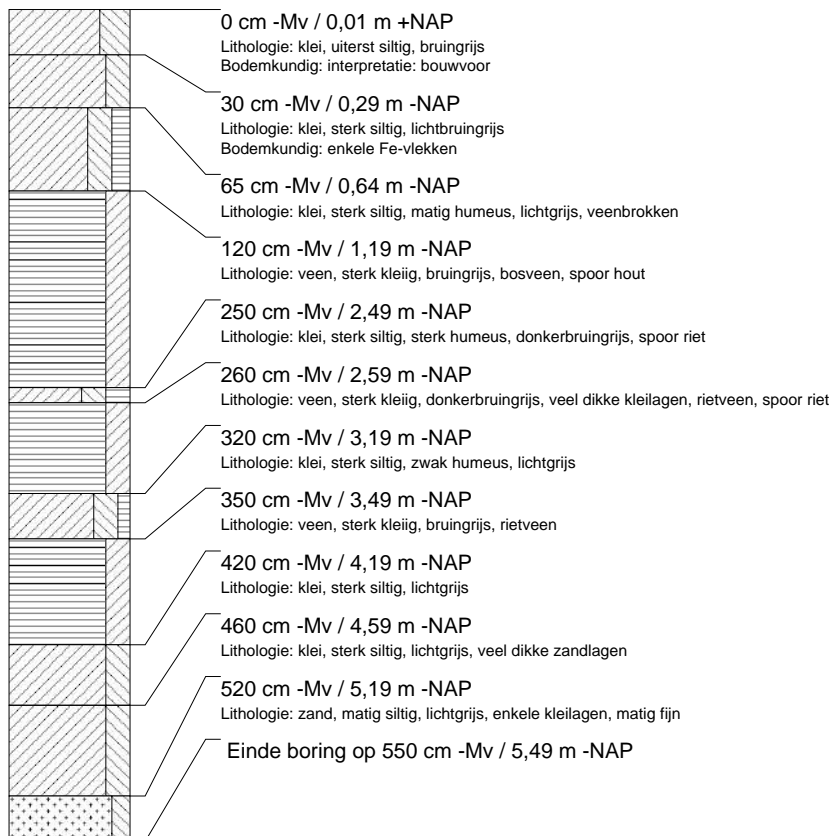 0 cm -Mv / 0,01 m +NAP
Lithologie: klei, uiterst siltig, bruingrijs
Bodemkundig: interpretatie: bouwvoor
30 cm -Mv / 0,29 m -NAP
Lithologie: klei, sterk siltig, lichtbruingrijs
Bodemkundig: enkele Fe-vlekken
65 cm -Mv / 0,64 m -NAP
Lithologie: klei, sterk siltig, matig humeus, lichtgrijs, veenbrokken
120 cm -Mv / 1,19 m -NAP
Lithologie: veen, sterk kleiig, bruingrijs, bosveen, spoor hout
250 cm -Mv / 2,49 m -NAP
Lithologie: klei, sterk siltig, sterk humeus, donkerbruingrijs, spoor riet
260 cm -Mv / 2,59 m -NAP
Lithologie: veen, sterk kleiig, donkerbruingrijs, veel dikke kleilagen, rietveen, spoor riet
320 cm -Mv / 3,19 m -NAP
Lithologie: klei, sterk siltig, zwak humeus, lichtgrijs
350 cm -Mv / 3,49 m -NAP
Lithologie: veen, sterk kleiig, bruingrijs, rietveen
420 cm -Mv / 4,19 m -NAP
Lithologie: klei, sterk siltig, lichtgrijs
460 cm -Mv / 4,59 m -NAP
Lithologie: klei, sterk siltig, lichtgrijs, veel dikke zandlagen
520 cm -Mv / 5,19 m -NAP
Lithologie: zand, matig siltig, lichtgrijs, enkele kleilagen, matig fijn
Einde boring op 550 cm -Mv / 5,49 m -NAP